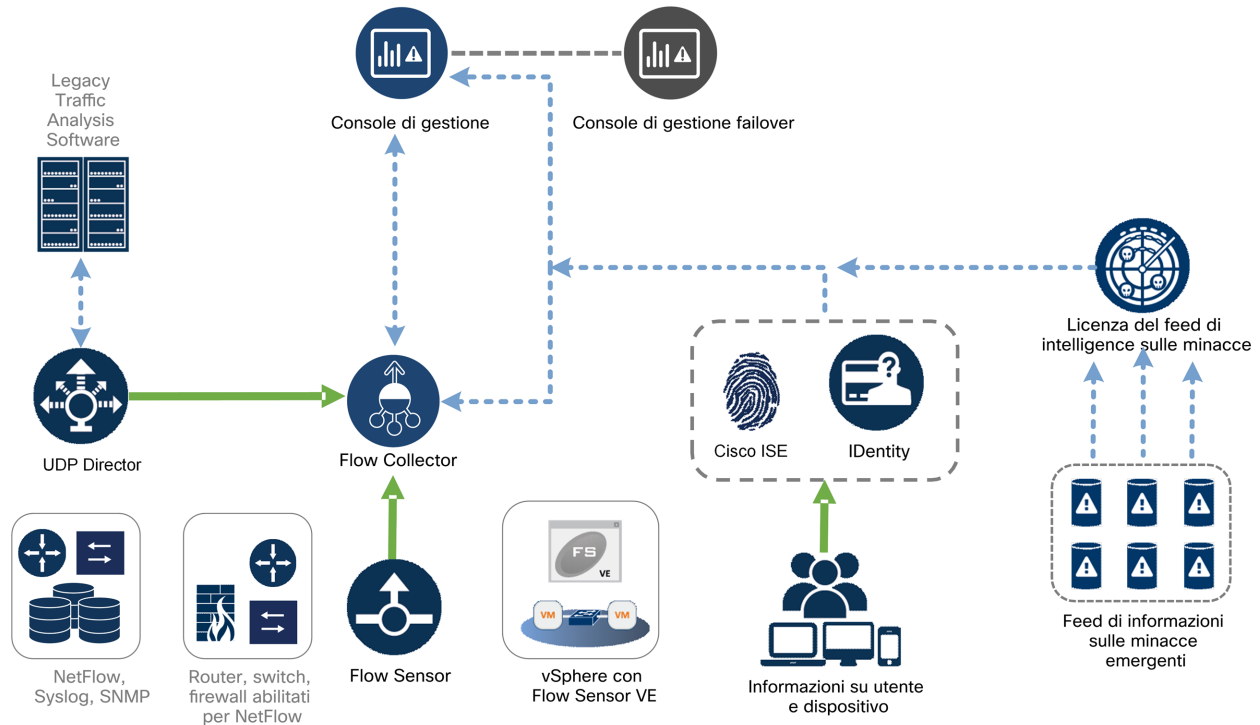 Console di gestione
Console di gestione failover
Legacy
Traffic
Analysis
Software
Licenza del feed di
intelligence sulle minacce
UDP Director
Flow Collector
Cisco ISE
IDentity
?
FS
VE
VM
VM
NetFlow,
Syslog, SNMP
Router, switch,
firewall abilitati
per NetFlow
Flow Sensor
vSphere con
Flow Sensor VE
Informazioni su utente
e dispositivo
Feed di informazioni
sulle minacce
emergenti